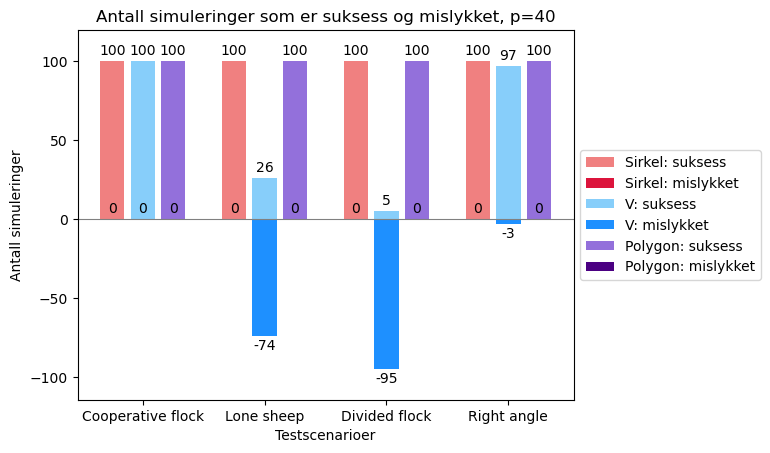 Antall simuleringer som er suksess og mislykket, p=40
Antall simuleringer
100
50
0
−50
−100
100 100 100 100 100 100 100 100 97 100
26
5
0 0 0 0 0 0 0 0 0
-3
-74
-95
Cooperative flock Lone sheep Divided flock Right angle
Testscenarioer
Sirkel: suksess
Sirkel: mislykket
V: suksess
V: mislykket
Polygon: suksess
Polygon: mislykket